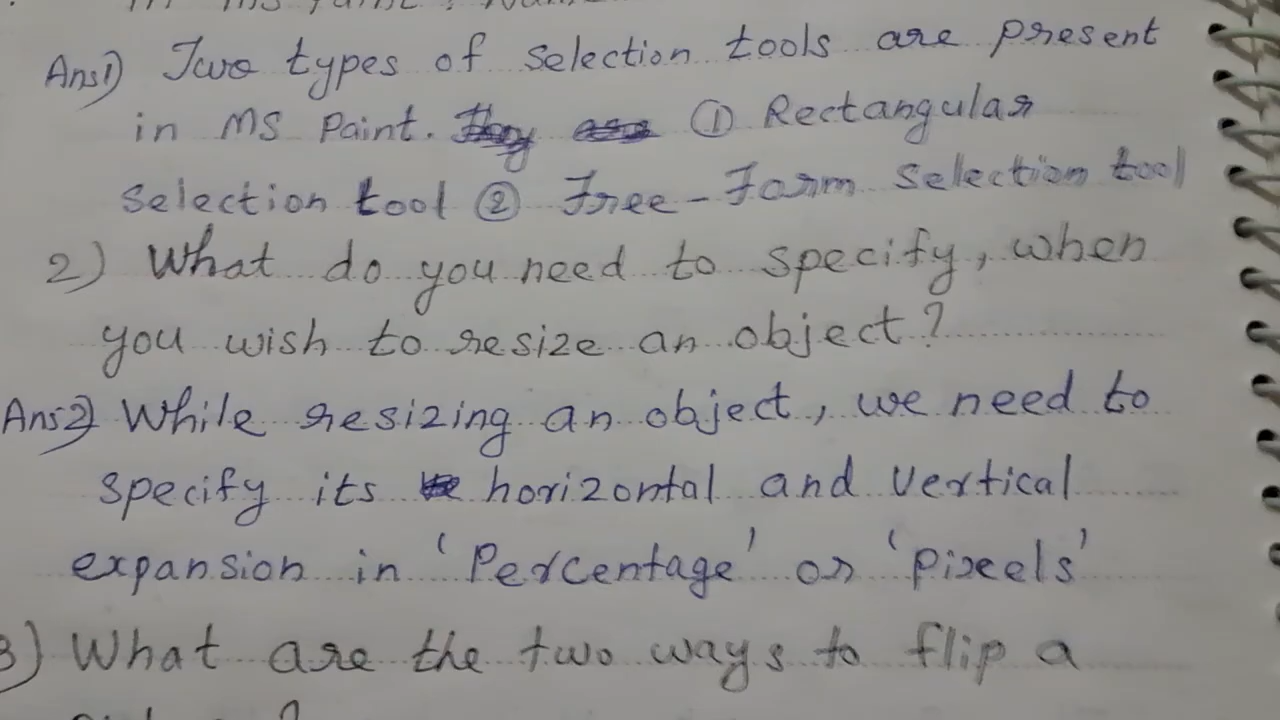 in MS Paint?
Ans1) Two types of selection tools are present
in MS Paint. ① Rectangular
selection tool ② Free-Form selection tool
2) What do you need to specify, when
you wish to resize an object?
Ans2) While resizing an object, we need to
specify its horizontal and vertical
expansion in 'Percentage' or 'Pixels'
3) What are the two ways to flip a